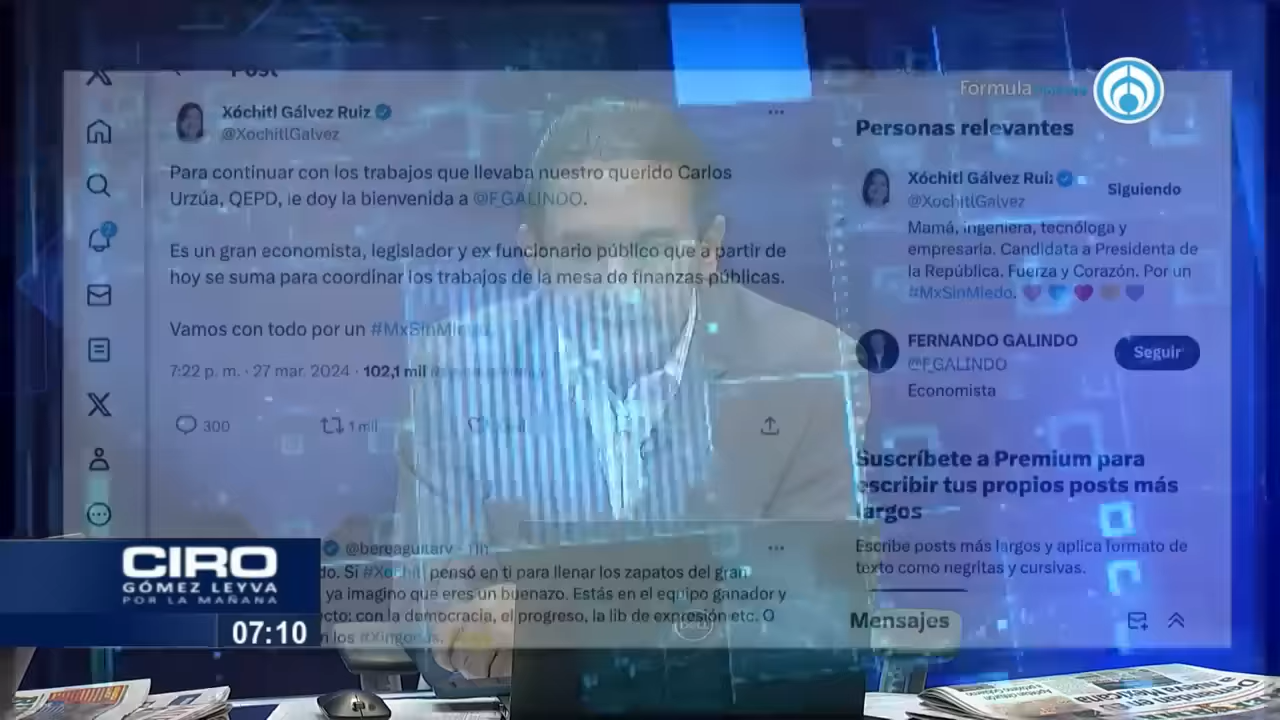 Formula
Post
Xóchitl Gálvez Ruiz
@XochitlGalvez
Para continuar con los trabajos que llevaba nuestro querido Carlos
Urzúa, QEPD, le doy la bienvenida a @F_GALINDO.
Es un gran economista, legislador y ex funcionario público que a partir de
hoy se suma para coordinar los trabajos de la mesa de finanzas públicas.
Vamos con todo por un #MxSinMiedo.
7:22 p. m. · 27 mar. 2024 · 102,1 mil
300
1 mil
@bereaguilarv · 11h
do. Si #Xochitl pensó en ti para llenar los zapatos del gran
ya imagino que eres un buenazo. Estás en el equipo ganador y
cto: con la democracia, el progreso, la lib de expresión etc. O
n los #Xingones.
Personas relevantes
Xóchitl Gálvez Ruiz
Siguiendo
@XochitlGalvez
Mamá, ingeniera, tecnóloga y
empresaria. Candidata a Presidenta de
la República. Fuerza y Corazón. Por un
#MxSinMiedo.
FERNANDO GALINDO
Seguir
@F_GALINDO
Economista
Suscríbete a Premium para
escribir tus propios posts más
largos
Escribe posts más largos y aplica formato de
texto como negritas y cursivas.
Mensajes
CIRO
GÓMEZ LEYVA
POR LA MAÑANA
07:10